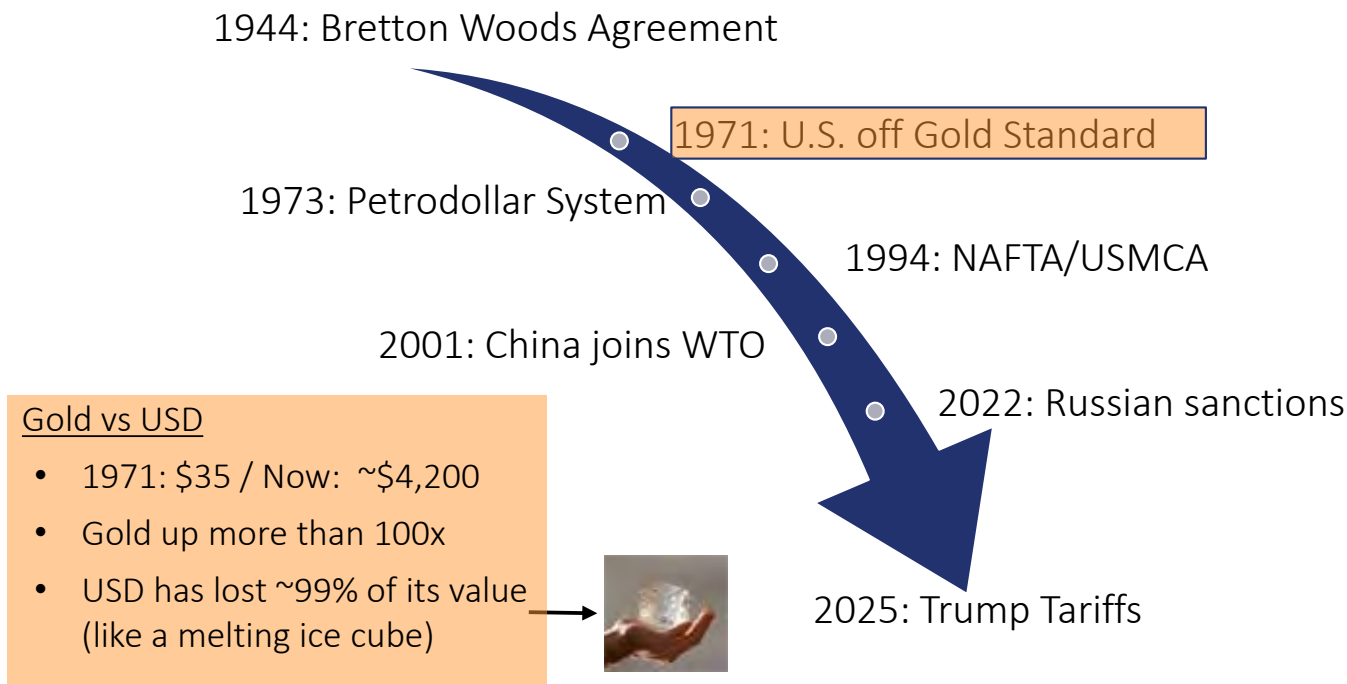 1944: Bretton Woods Agreement
1971: U.S. off Gold Standard
1973: Petrodollar System
1994: NAFTA/USMCA
2001: China joins WTO
2022: Russian sanctions
Gold vs USD
• 1971: $35 / Now: ~$4,200
• Gold up more than 100x
• USD has lost ~99% of its value
(like a melting ice cube)
2025: Trump Tariffs